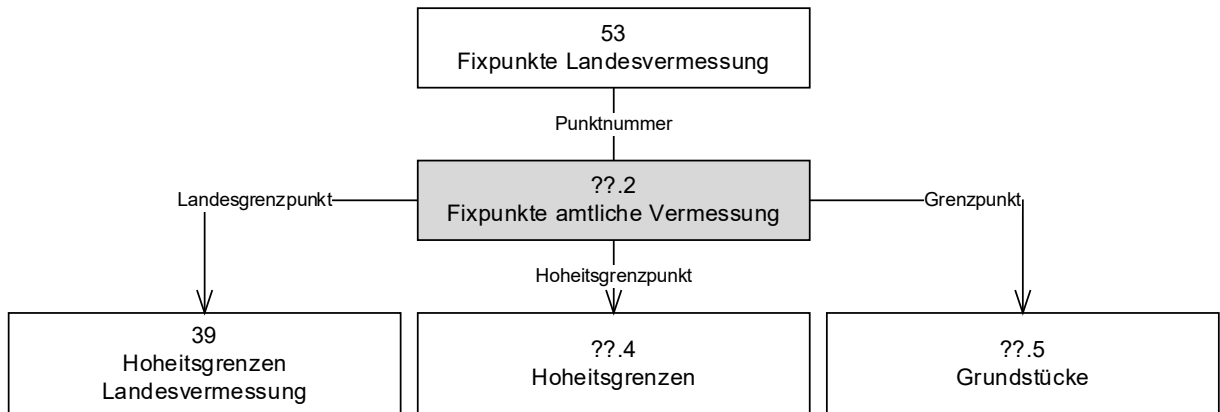 53
Fixpunkte Landesvermessung
Punktnummer
??.2
Fixpunkte amtliche Vermessung
Landesgrenzpunkt
Grenzpunkt
Hoheitsgrenzpunkt
39
Hoheitsgrenzen
Landesvermessung
??.4
Hoheitsgrenzen
??.5
Grundstücke